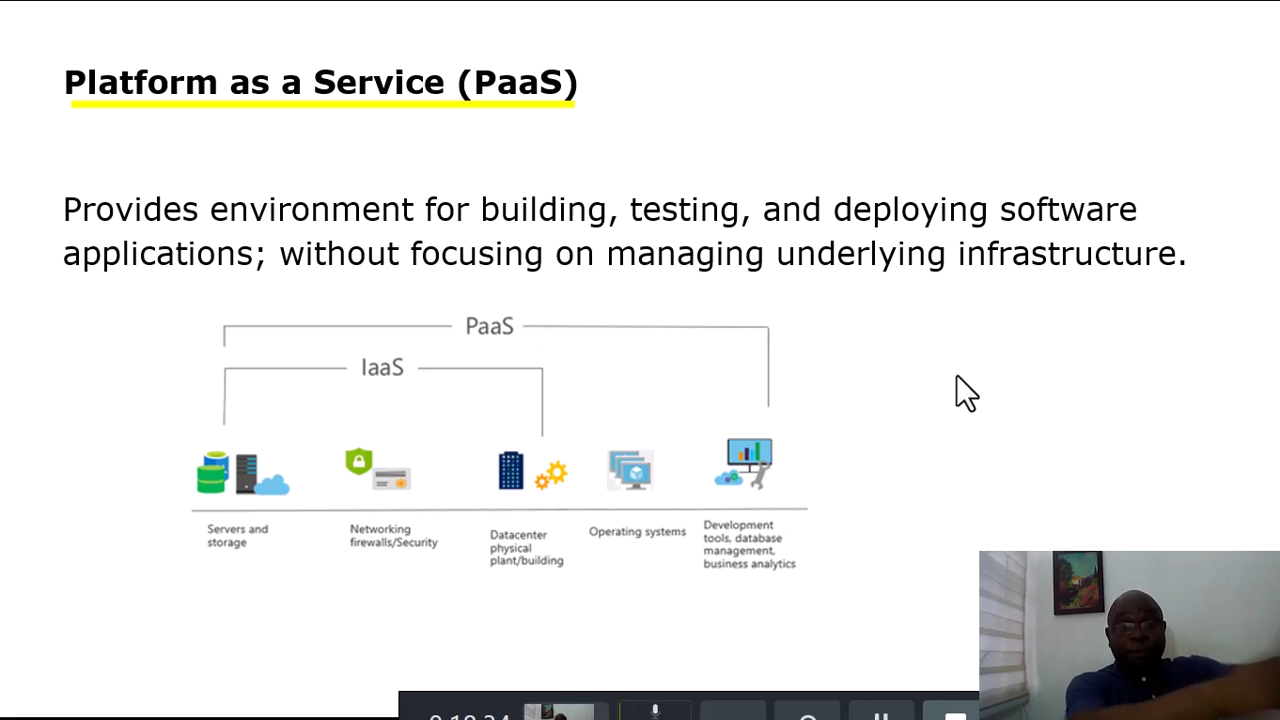 Platform as a Service (PaaS)
Provides environment for building, testing, and deploying software
applications; without focusing on managing underlying infrastructure.
PaaS
IaaS
Servers and
storage
Networking
firewalls/Security
Datacenter
physical
plant/building
Operating systems
Development
tools, database
management,
business analytics